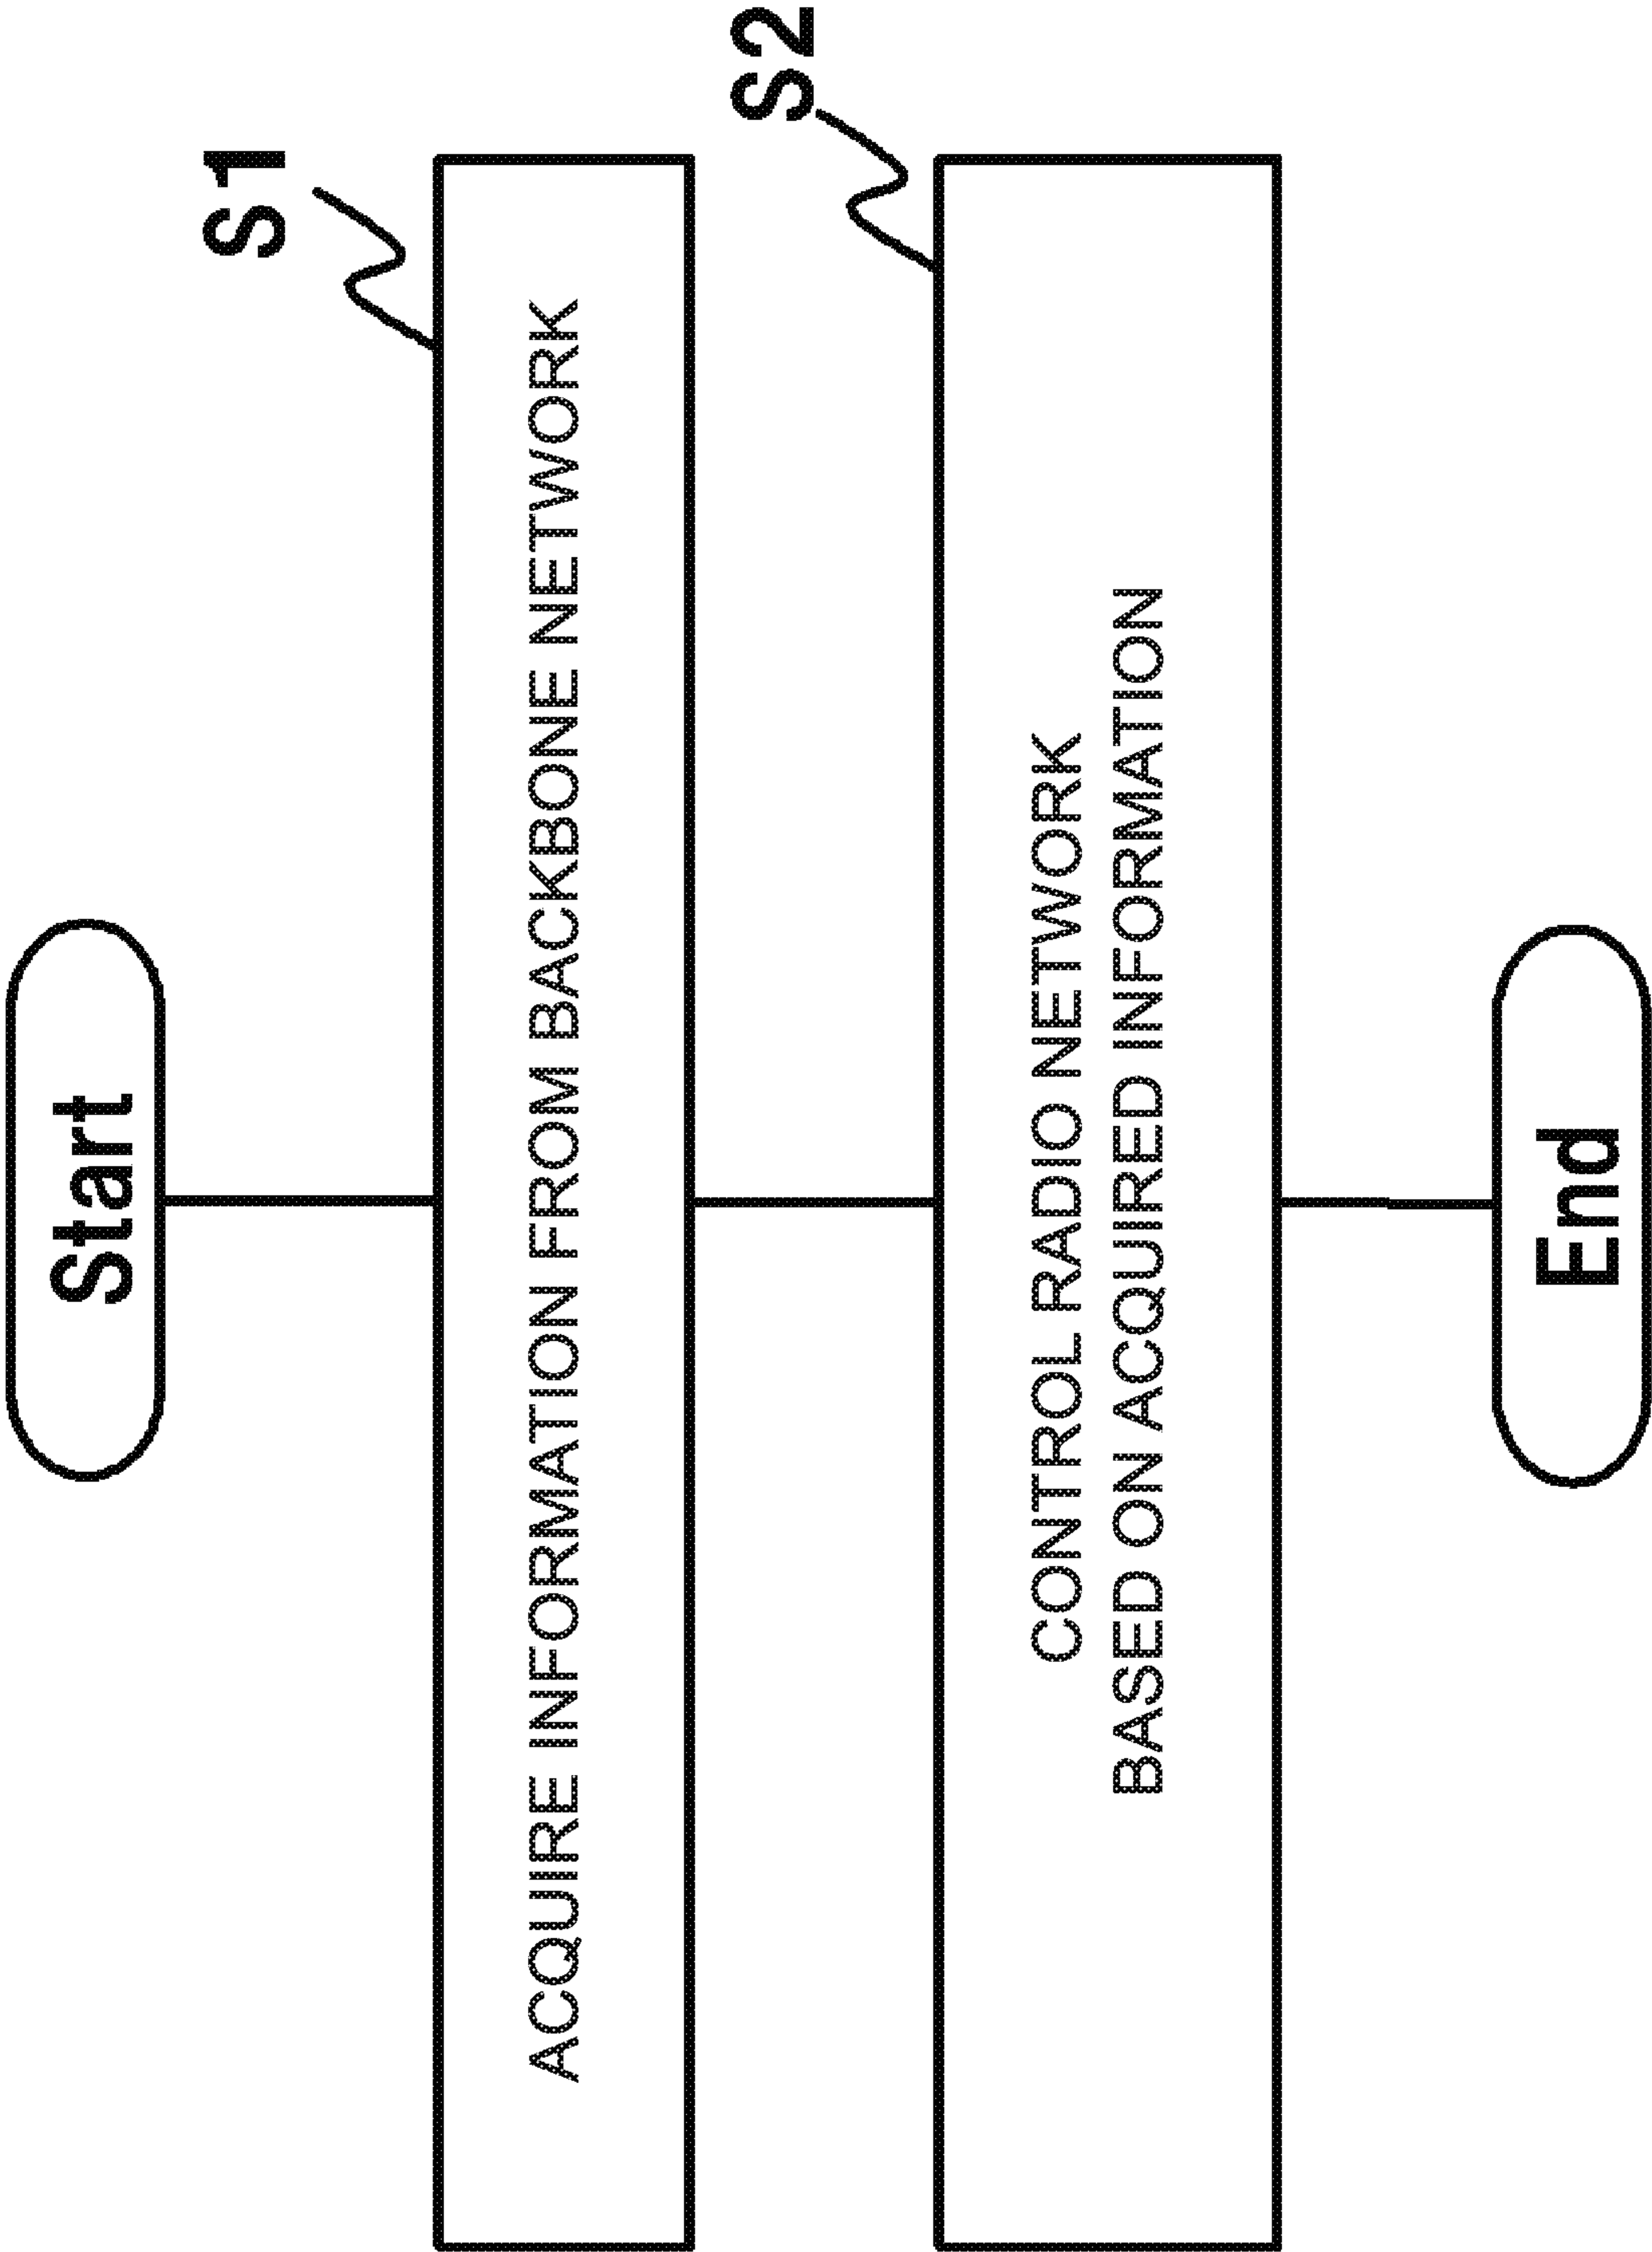 Start
S1
ACQUIRE INFORMATION FROM BACKBONE NETWORK
S2
CONTROL RADIO NETWORK
BASED ON ACQUIRED INFORMATION
End